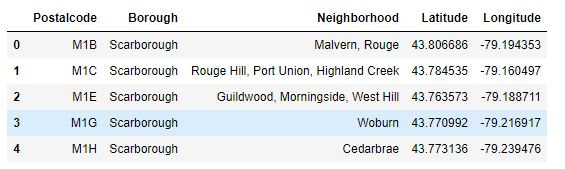 Postalcode Borough Neighborhood Latitude Longitude
0 M1B Scarborough Malvern, Rouge 43.806686 -79.194353
1 M1C Scarborough Rouge Hill, Port Union, Highland Creek 43.784535 -79.160497
2 M1E Scarborough Guildwood, Morningside, West Hill 43.763573 -79.188711
3 M1G Scarborough Woburn 43.770992 -79.216917
4 M1H Scarborough Cedarbrae 43.773136 -79.239476